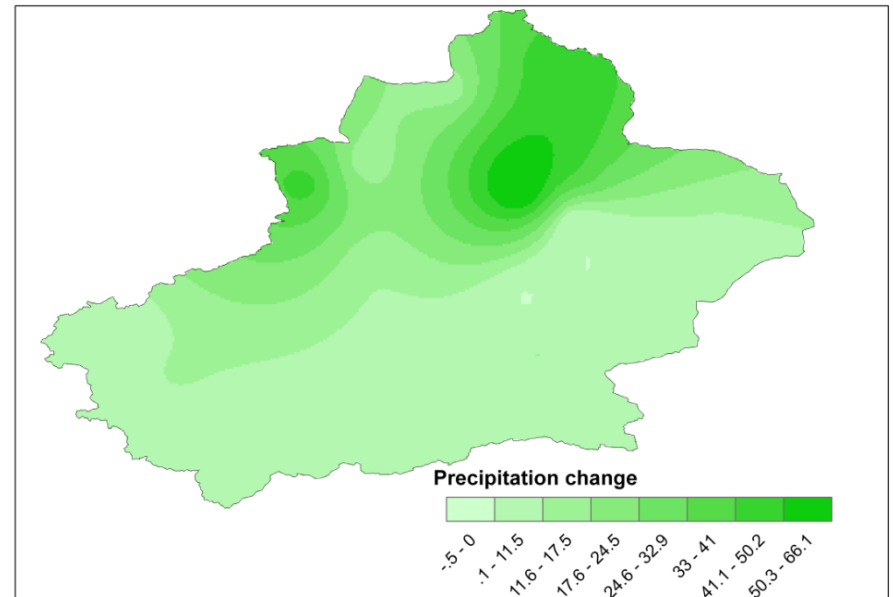 Precipitation change
-.5 - 0
.1 - 11.5
11.6 - 17.5
17.6 - 24.5
24.6 - 32.9
33 - 41
41.1 - 50.2
50.3 - 66.1